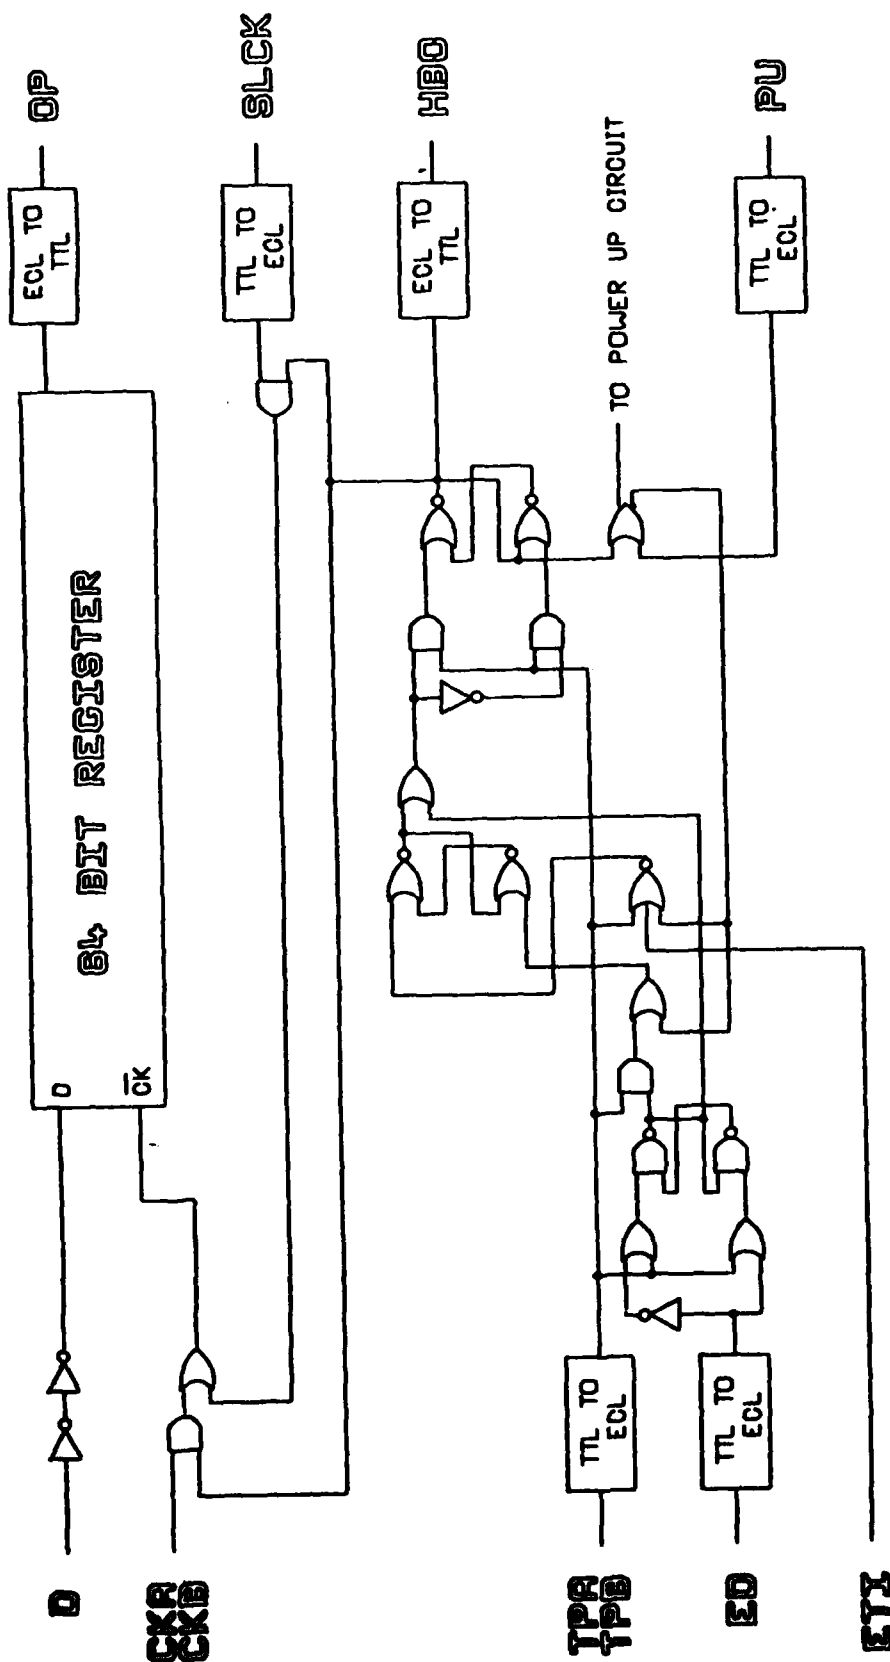 D
CKA
CKB
D
CK
64 BIT REGISTER
ECL TO
TTL
OP
TTL TO
ECL
SLCK
ECL TO
TTL
HBO
TO POWER UP CIRCUIT
TPA
TPB
TTL TO
ECL
ED
TTL TO
ECL
TTL TO
ECL
PU
ETI